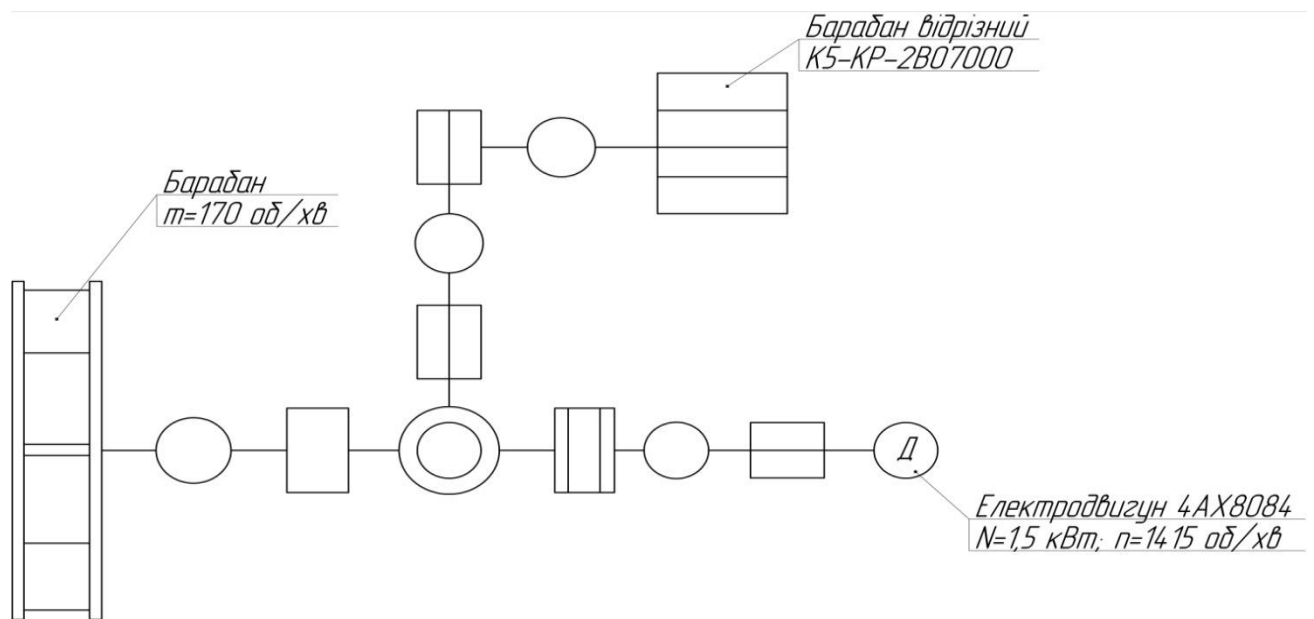 Барабан відрізний
К5-КР-2В07000
Барабан
m=170 об/хв
Д
Електродвигун 4АХ8084
N=1,5 кВт; n=1415 об/хв